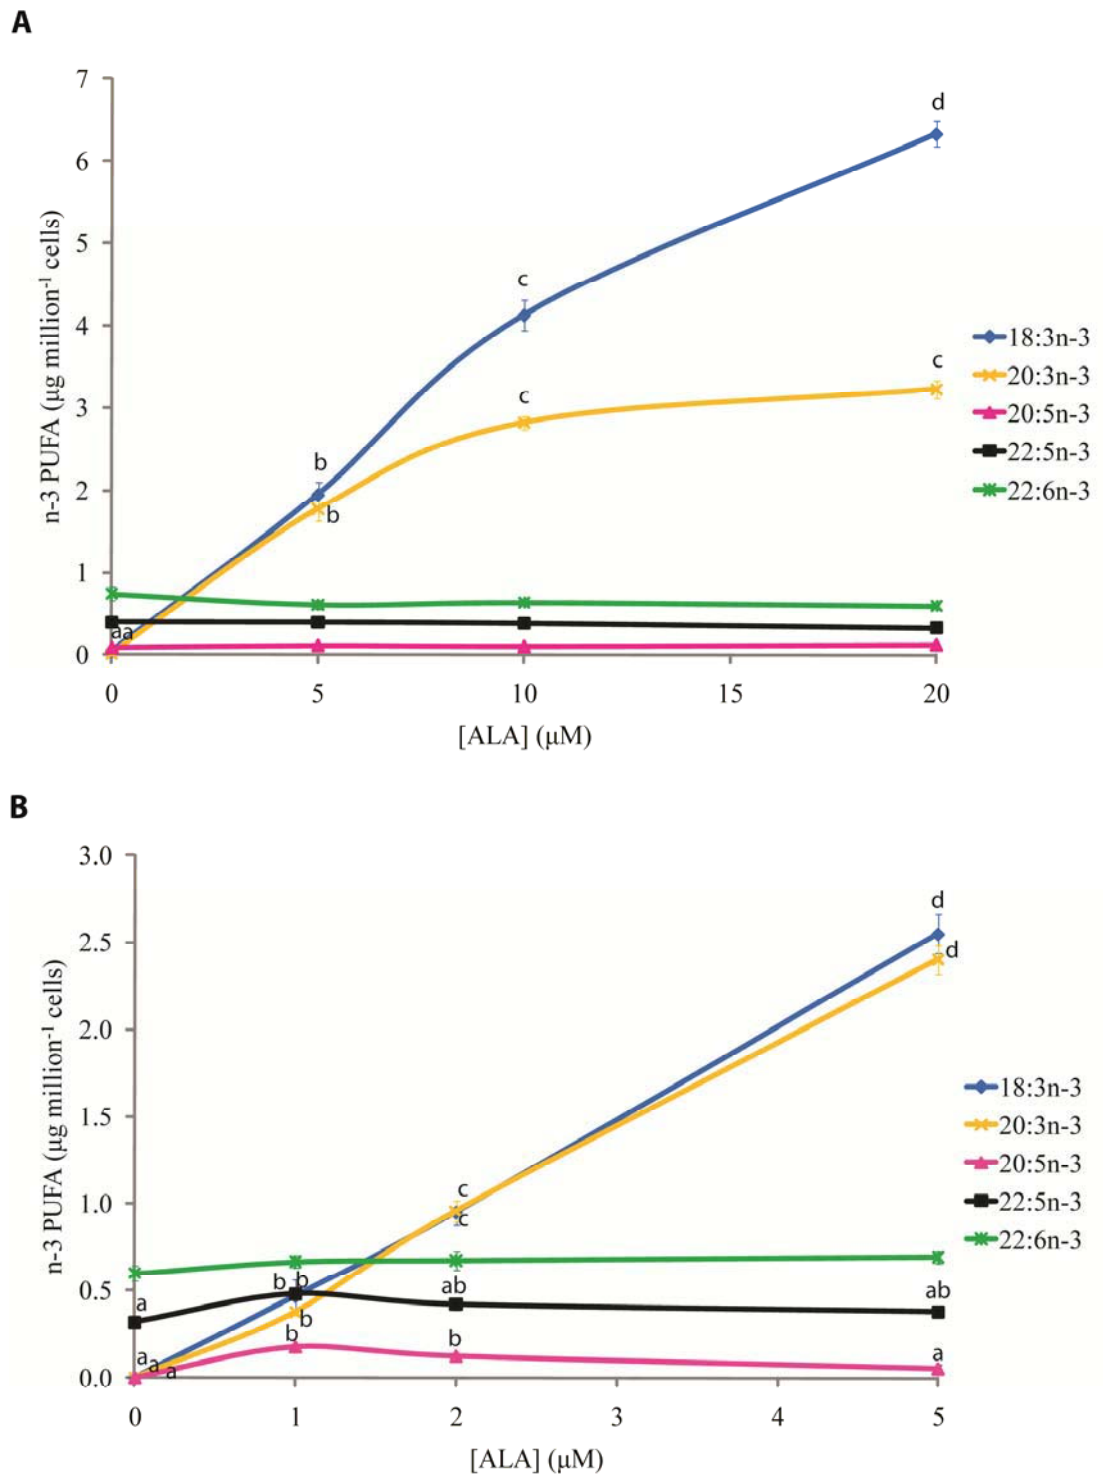 A
7
6
5
4
3
2
1
0
n-3 PUFA (µg million⁻¹ cells)
d
c
c
c
b
b
aa
0 5 10 15 20
[ALA] (µM)
18:3n-3
20:3n-3
20:5n-3
22:5n-3
22:6n-3
B
3.0
2.5
2.0
1.5
1.0
0.5
0.0
n-3 PUFA (µg million⁻¹ cells)
d
d
c
c
b b ab ab
a
b
b b a
a a a
0 1 2 3 4 5
[ALA] (µM)
18:3n-3
20:3n-3
20:5n-3
22:5n-3
22:6n-3